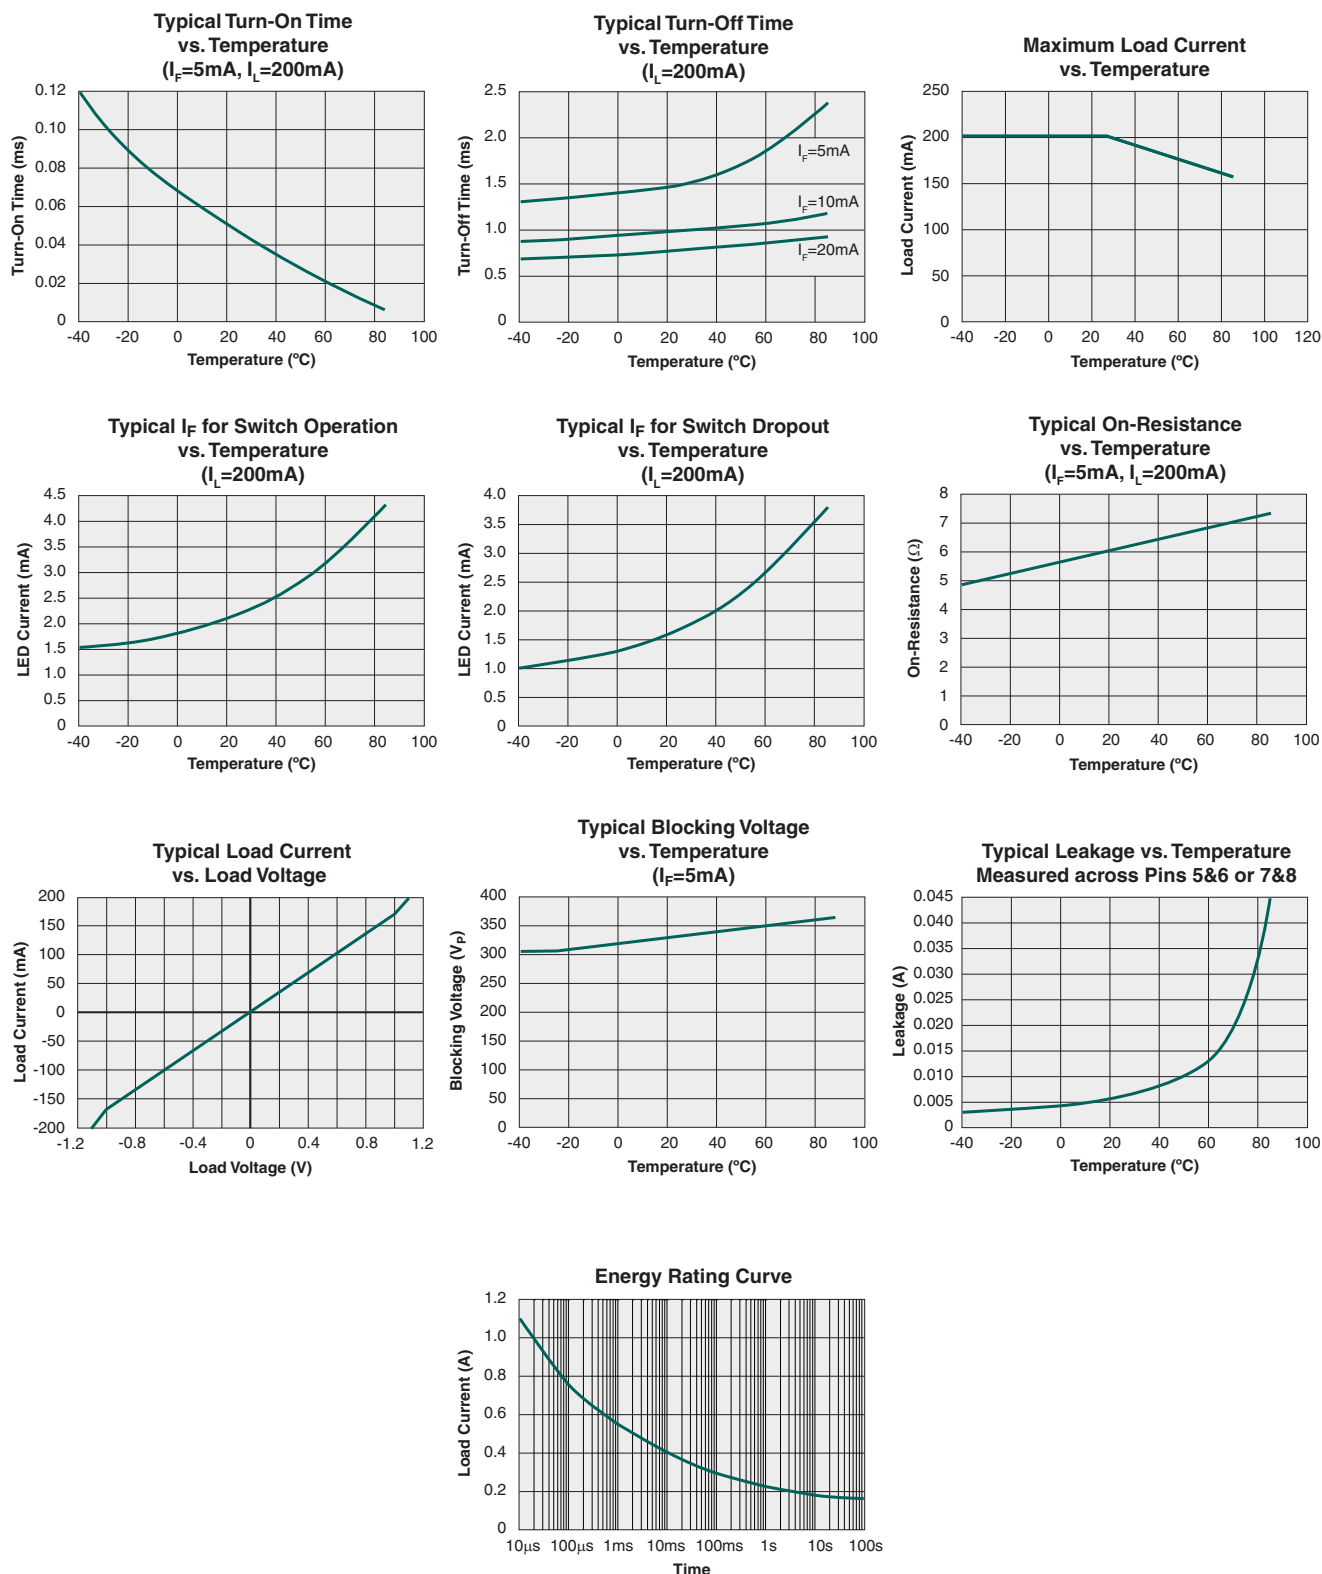 Typical Turn-On Time
vs. Temperature
(IF=5mA, IL=200mA)
0.12
0.10
0.08
0.06
0.04
0.02
0
Turn-On Time (ms)
-40 -20 0 20 40 60 80 100
Temperature (ºC)
Typical Turn-Off Time
vs. Temperature
(IL=200mA)
2.5
2.0
1.5
1.0
0.5
0
Turn-Off Time (ms)
IF=5mA
IF=10mA
IF=20mA
-40 -20 0 20 40 60 80 100
Temperature (ºC)
Maximum Load Current
vs. Temperature
250
200
150
100
50
0
Load Current (mA)
-40 -20 0 20 40 60 80 100 120
Temperature (ºC)
Typical IF for Switch Operation
vs. Temperature
(IL=200mA)
4.5
4.0
3.5
3.0
2.5
2.0
1.5
1.0
0.5
0
LED Current (mA)
-40 -20 0 20 40 60 80 100
Temperature (ºC)
Typical IF for Switch Dropout
vs. Temperature
(IL=200mA)
4.0
3.5
3.0
2.5
2.0
1.5
1.0
0.5
0
LED Current (mA)
-40 -20 0 20 40 60 80 100
Temperature (ºC)
Typical On-Resistance
vs. Temperature
(IF=5mA, IL=200mA)
8
7
6
5
4
3
2
1
0
On-Resistance (Ω)
-40 -20 0 20 40 60 80 100
Temperature (ºC)
Typical Load Current
vs. Load Voltage
200
150
100
50
0
-50
-100
-150
-200
Load Current (mA)
-1.2 -0.8 -0.4 0 0.4 0.8 1.2
Load Voltage (V)
Typical Blocking Voltage
vs. Temperature
(IF=5mA)
400
350
300
250
200
150
100
50
0
Blocking Voltage (VP)
-40 -20 0 20 40 60 80 100
Temperature (ºC)
Typical Leakage vs. Temperature
Measured across Pins 5&6 or 7&8
0.045
0.035
0.030
0.025
0.020
0.015
0.010
0.005
0
Leakage (A)
-40 -20 0 20 40 60 80 100
Temperature (ºC)
Energy Rating Curve
1.2
1.0
0.8
0.6
0.4
0.2
0
Load Current (A)
10µs 100µs 1ms 10ms 100ms 1s 10s 100s
Time